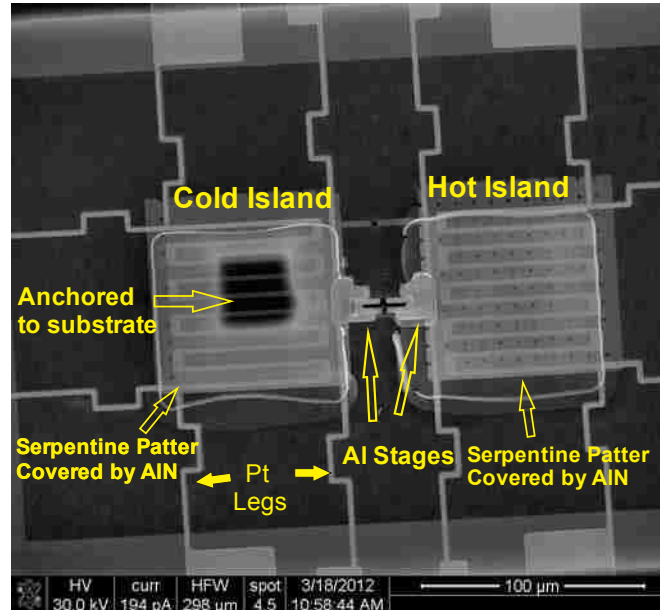 Cold Island
Hot Island
Anchored
to substrate
Serpentine Patter
Covered by AlN
Pt
Legs
Al Stages
Serpentine Patter
Covered by AlN
HV curr HFW spot 3/18/2012 100 µm
30.0 kV 194 pA 298 µm 4.5 10:58:44 AM